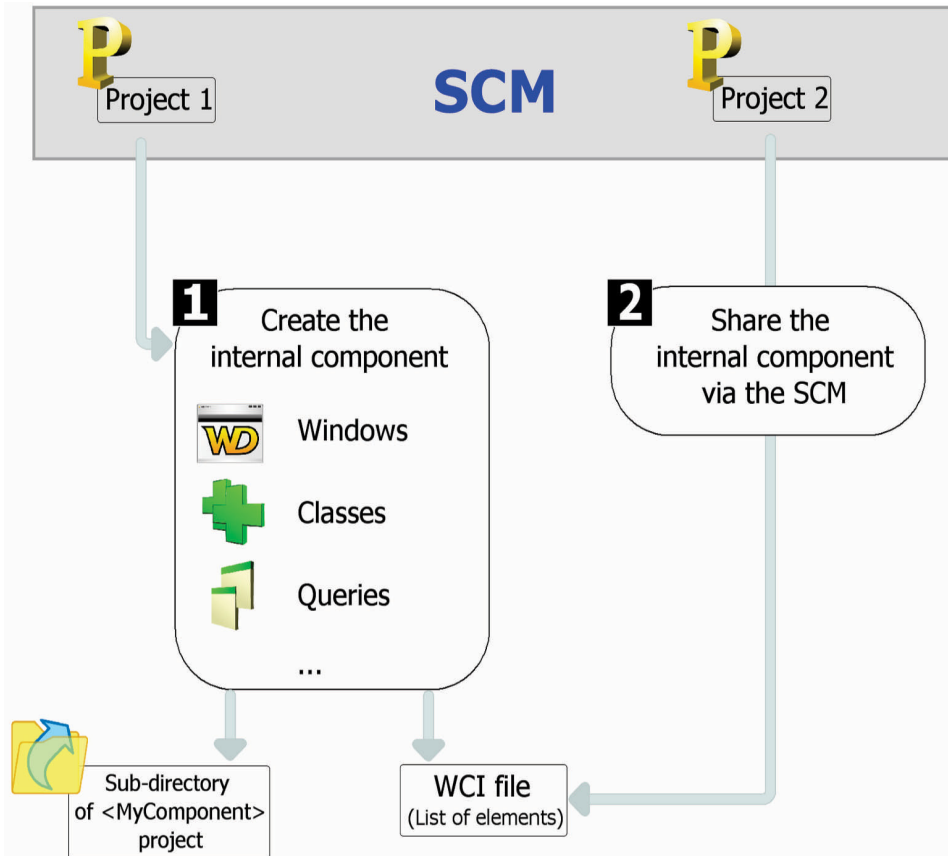 P
Project 1
SCM
P
Project 2
1
Create the
internal component
WD
Windows
Classes
Queries
...
2
Share the
internal component
via the SCM
Sub-directory
of <MyComponent>
project
WCI file
(List of elements)